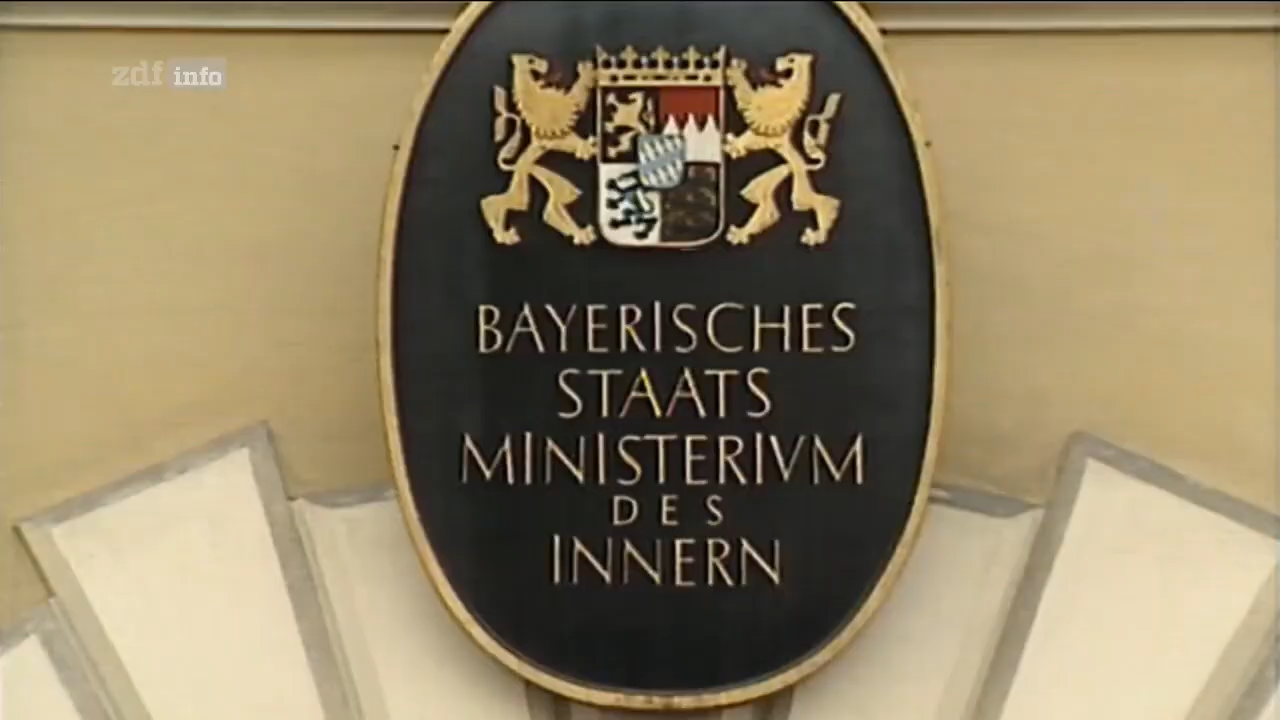 zdf info
BAYERISCHES
STAATS
MINISTERIVM
DES
INNERN